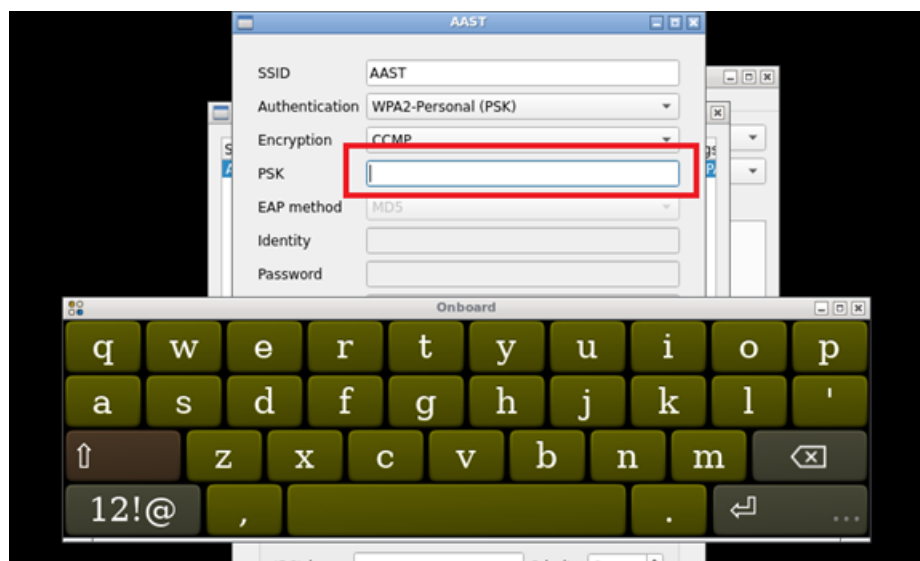 AAST
SSID AAST
Authentication WPA2-Personal (PSK)
Encryption CCMP
PSK
EAP method MD5
Identity
Password
Onboard
q w e r t y u i o p
a s d f g h j k l '
⇧ z x c v b n m ⌫
12!@ , . ⏎ ...